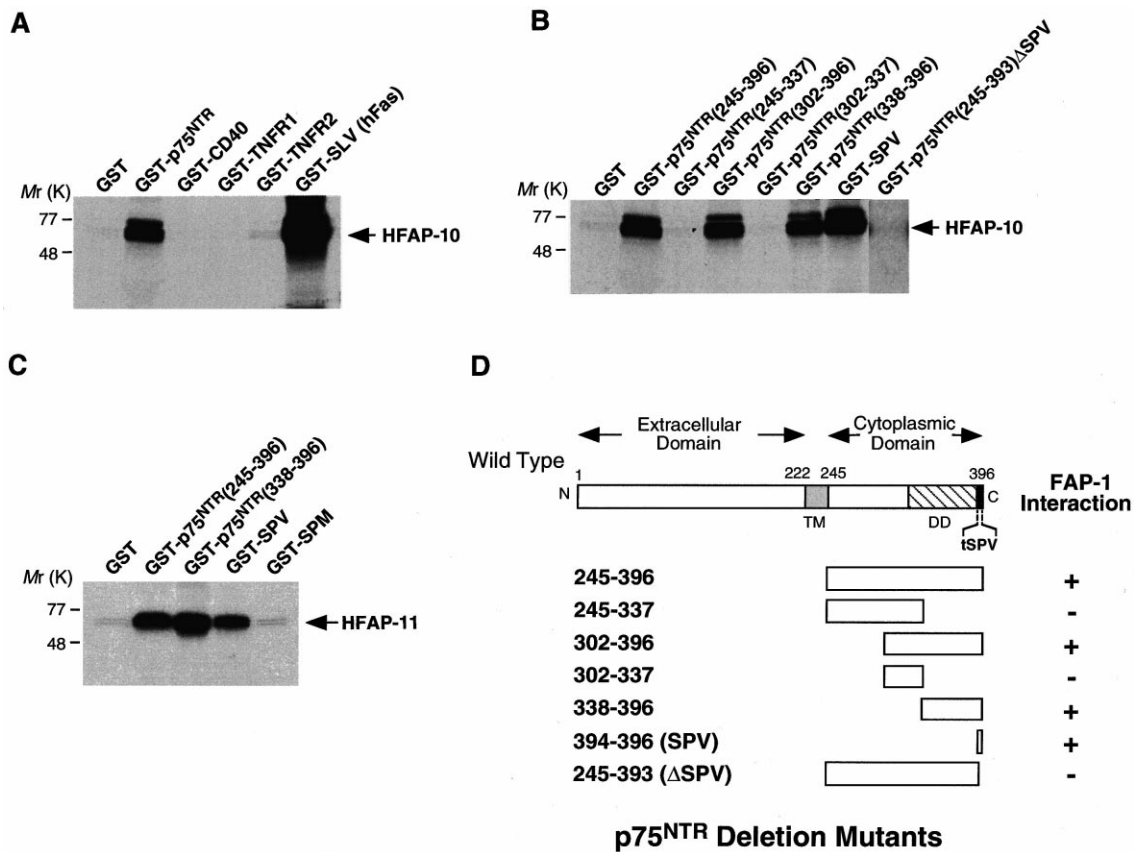 A
GST
GST-p75NTR
GST-CD40
GST-TNFR1
GST-TNFR2
GST-SLV (hFas)
Mr (K)
77
48
HFAP-10
B
GST
GST-p75NTR(245-396)
GST-p75NTR(245-337)
GST-p75NTR(302-396)
GST-p75NTR(302-337)
GST-p75NTR(338-396)
GST-SPV
GST-p75NTR(245-393)ΔSPV
Mr (K)
77
48
HFAP-10
C
GST
GST-p75NTR(245-396)
GST-p75NTR(338-396)
GST-SPV
GST-SPM
Mr (K)
77
48
HFAP-11
D
Extracellular Domain
Cytoplasmic Domain
Wild Type
1
222
245
396
N
C
TM
DD
tSPV
FAP-1
Interaction
245-396 +
245-337 -
302-396 +
302-337 -
338-396 +
394-396 (SPV) +
245-393 (ΔSPV) -
p75NTR Deletion Mutants